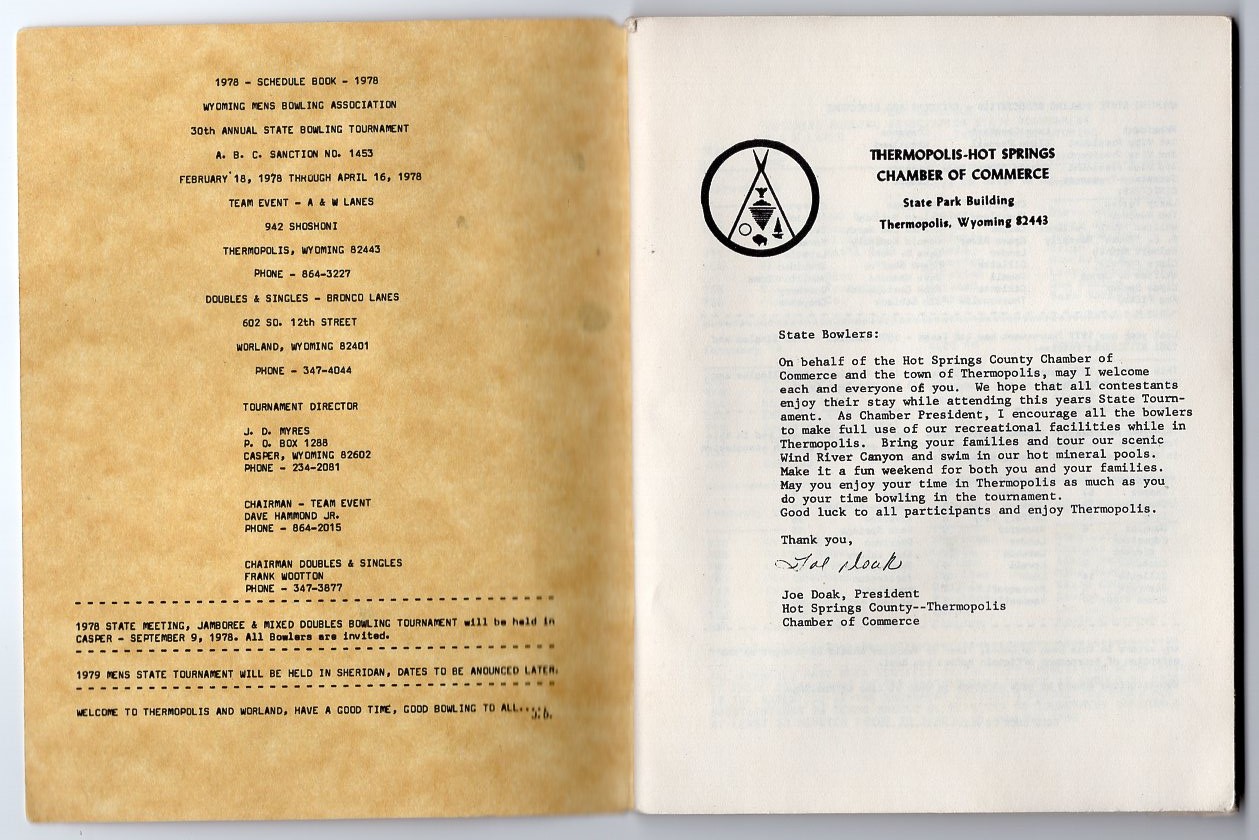 1978 - SCHEDULE BOOK - 1978
WYOMING MENS BOWLING ASSOCIATION
30th ANNUAL STATE BOWLING TOURNAMENT
A. B. C. SANCTION NO. 1453
FEBRUARY 18, 1978 THROUGH APRIL 16, 1978
TEAM EVENT - A & W LANES
942 SHOSHONI
THERMOPOLIS, WYOMING 82443
PHONE - 864-3227
DOUBLES & SINGLES - BRONCO LANES
602 SO. 12th STREET
WORLAND, WYOMING 82401
PHONE - 347-4044
TOURNAMENT DIRECTOR
J. D. MYRES
P. O. BOX 1288
CASPER, WYOMING 82602
PHONE - 234-2081
CHAIRMAN - TEAM EVENT
DAVE HAMMOND JR.
PHONE - 864-2015
CHAIRMAN DOUBLES & SINGLES
FRANK WOOTTON
PHONE - 347-3877
1978 STATE MEETING, JAMBOREE & MIXED DOUBLES BOWLING TOURNAMENT will be held in
CASPER - SEPTEMBER 9, 1978. All Bowlers are invited.
1979 MENS STATE TOURNAMENT WILL BE HELD IN SHERIDAN, DATES TO BE ANOUNCED LATER.
WELCOME TO THERMOPOLIS AND WORLAND, HAVE A GOOD TIME, GOOD BOWLING TO ALL.....
J.D.
THERMOPOLIS-HOT SPRINGS
CHAMBER OF COMMERCE
State Park Building
Thermopolis, Wyoming 82443
State Bowlers:
On behalf of the Hot Springs County Chamber of
Commerce and the town of Thermopolis, may I welcome
each and everyone of you.  We hope that all contestants
enjoy their stay while attending this years State Tourn-
ament.  As Chamber President, I encourage all the bowlers
to make full use of our recreational facilities while in
Thermopolis.  Bring your families and tour our scenic
Wind River Canyon and swim in our hot mineral pools.
Make it a fun weekend for both you and your families.
May you enjoy your time in Thermopolis as much as you
do your time bowling in the tournament.
Good luck to all participants and enjoy Thermopolis.
Thank you,
Joe Doak
Joe Doak, President
Hot Springs County--Thermopolis
Chamber of Commerce